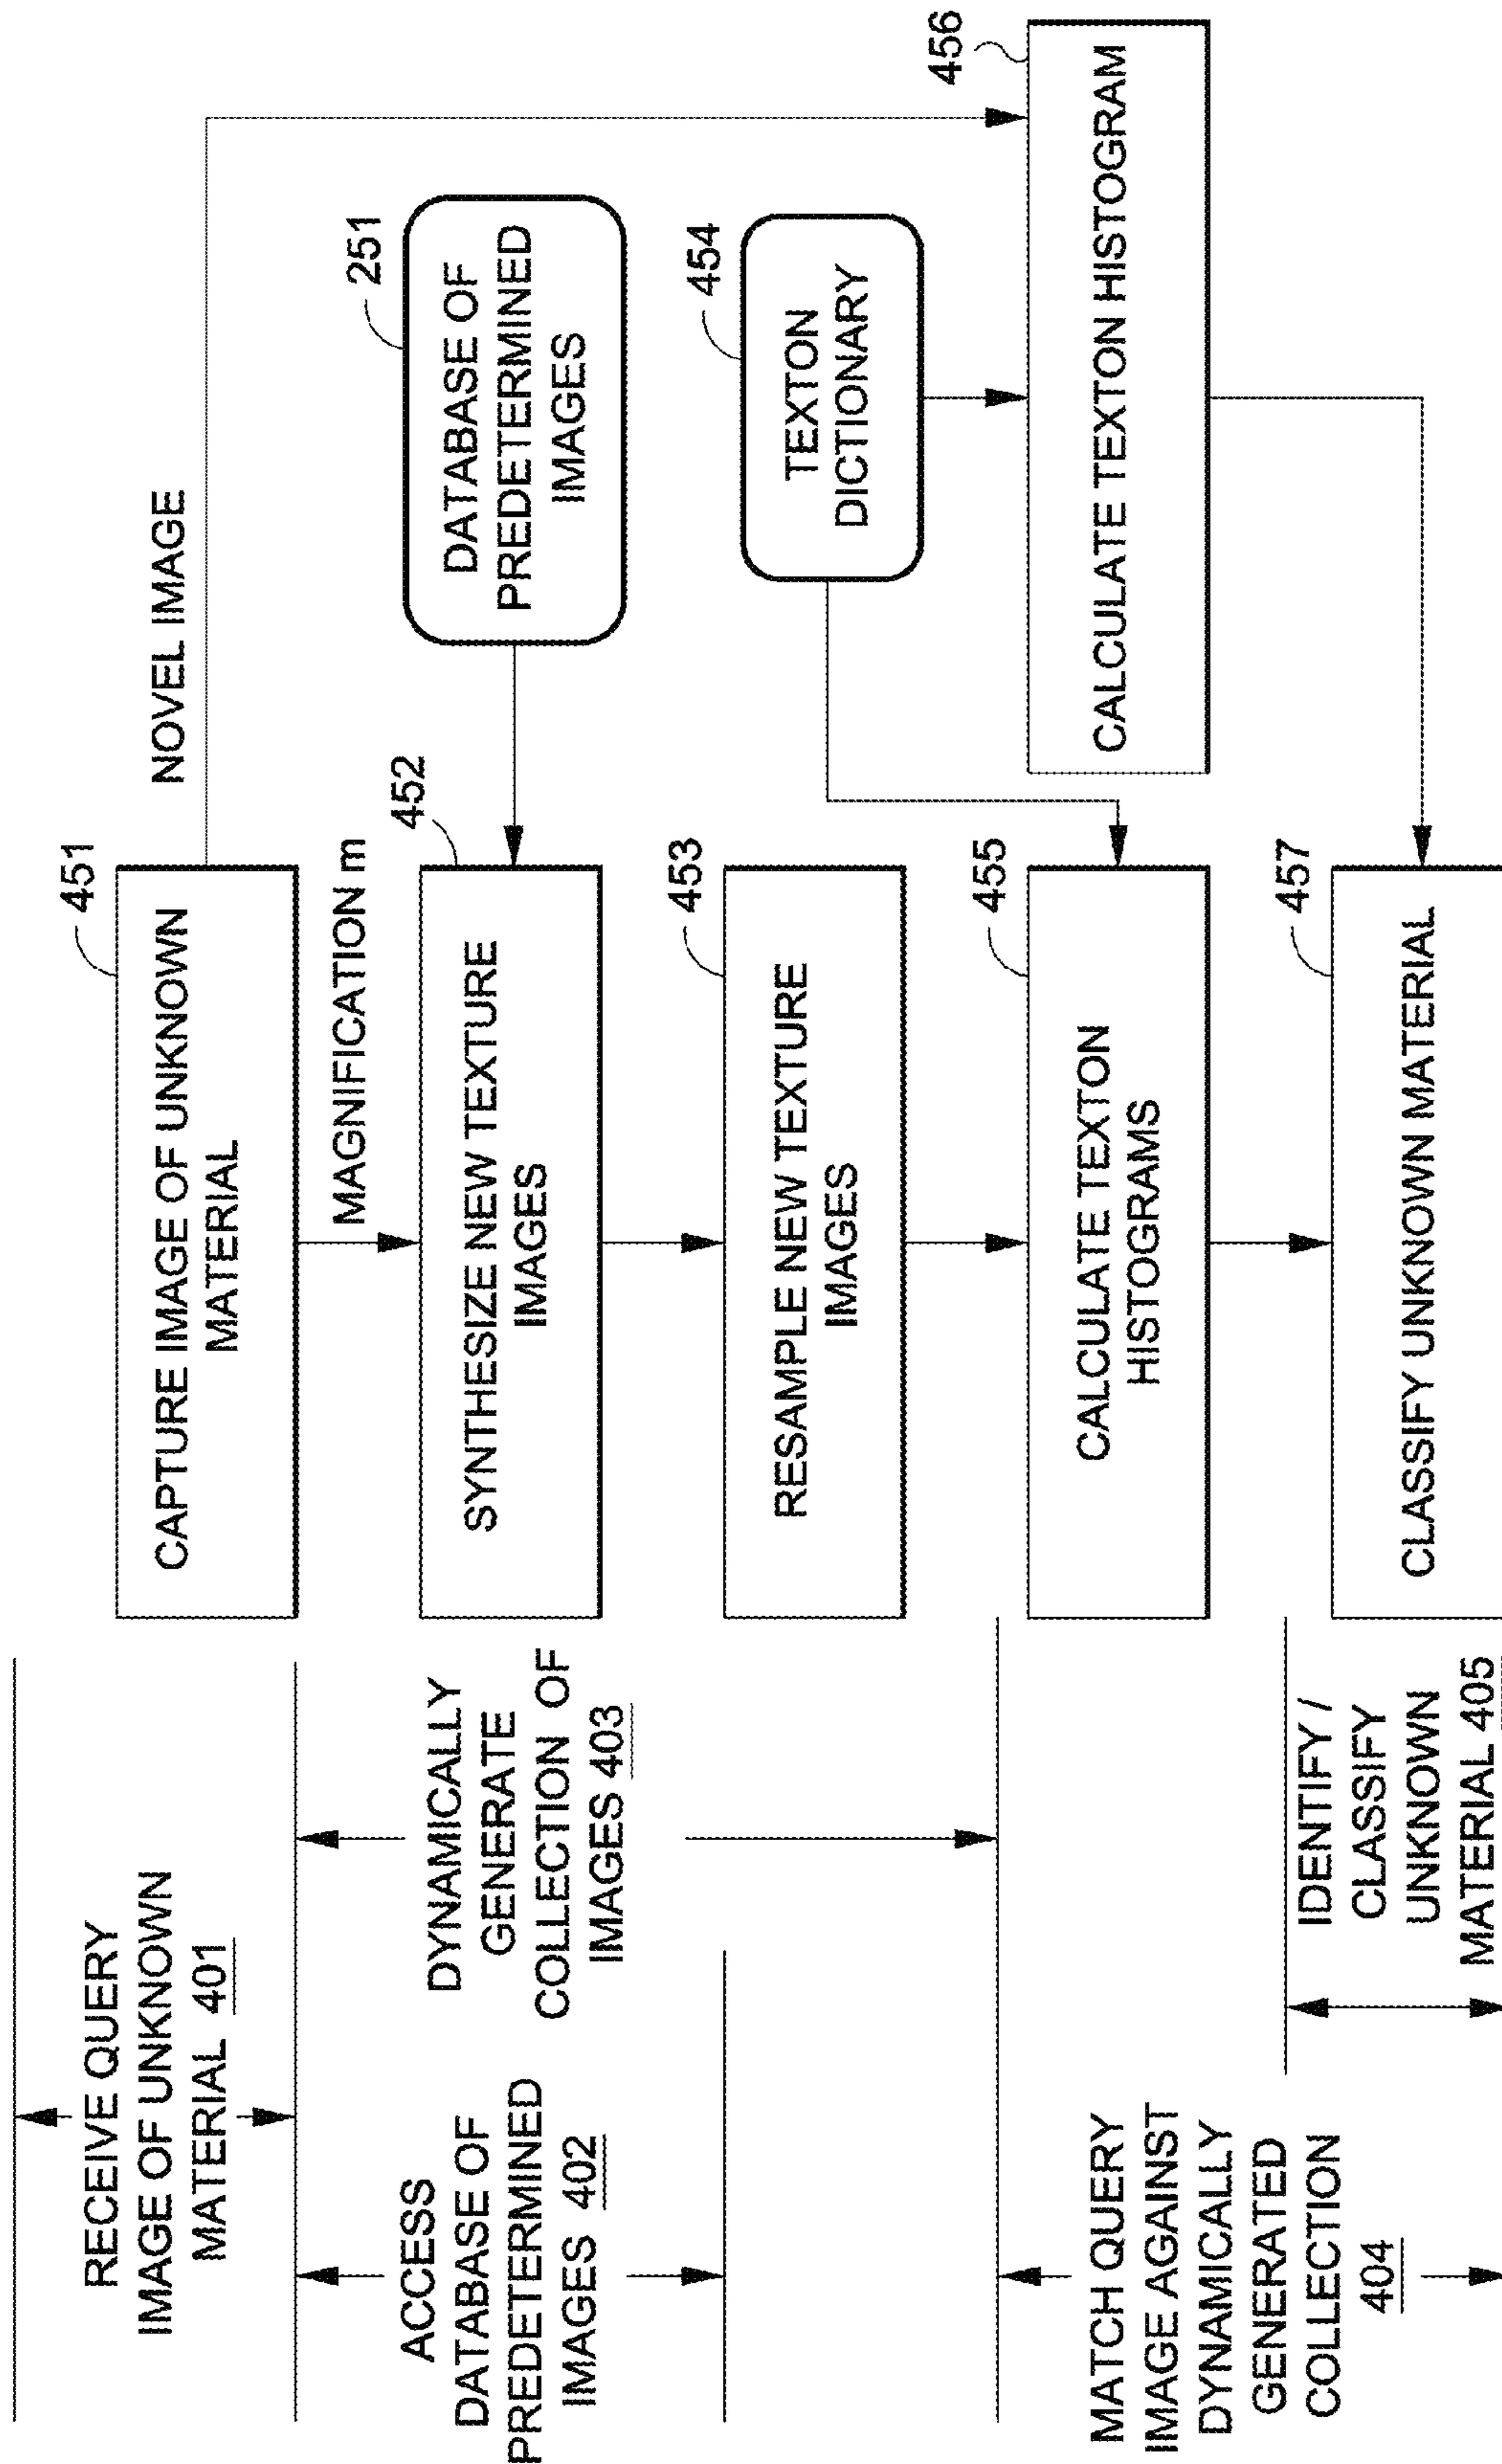 RECEIVE QUERY
IMAGE OF UNKNOWN
MATERIAL 401
ACCESS
DATABASE OF
PREDETERMINED
IMAGES 402
DYNAMICALLY
GENERATE
COLLECTION OF
IMAGES 403
MATCH QUERY
IMAGE AGAINST
DYNAMICALLY
GENERATED
COLLECTION
404
IDENTIFY /
CLASSIFY
UNKNOWN
MATERIAL 405
451
CAPTURE IMAGE OF UNKNOWN
MATERIAL
NOVEL IMAGE
MAGNIFICATION m
452
SYNTHESIZE NEW TEXTURE
IMAGES
251
DATABASE OF
PREDETERMINED
IMAGES
453
RESAMPLE NEW TEXTURE
IMAGES
454
TEXTON
DICTIONARY
455
CALCULATE TEXTON
HISTOGRAMS
456
CALCULATE TEXTON HISTOGRAM
457
CLASSIFY UNKNOWN MATERIAL